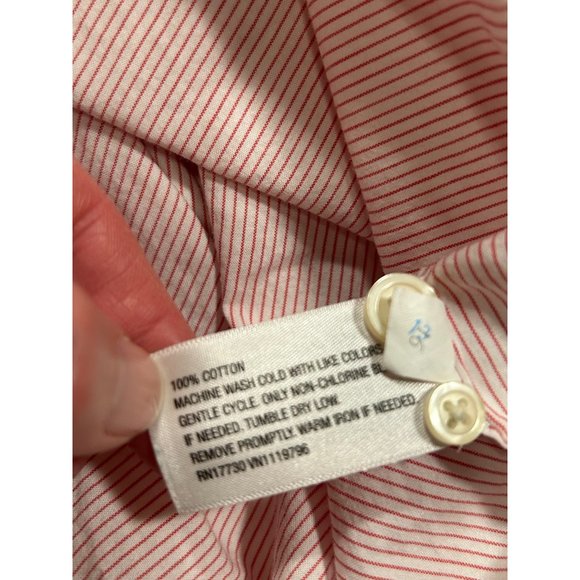 100% COTTON
MACHINE WASH COLD WITH LIKE COLORS
GENTLE CYCLE. ONLY NON-CHLORINE
IF NEEDED. TUMBLE DRY LOW.
REMOVE PROMPTLY. WARM IRON IF NEEDED.
RN17730 VN1119796